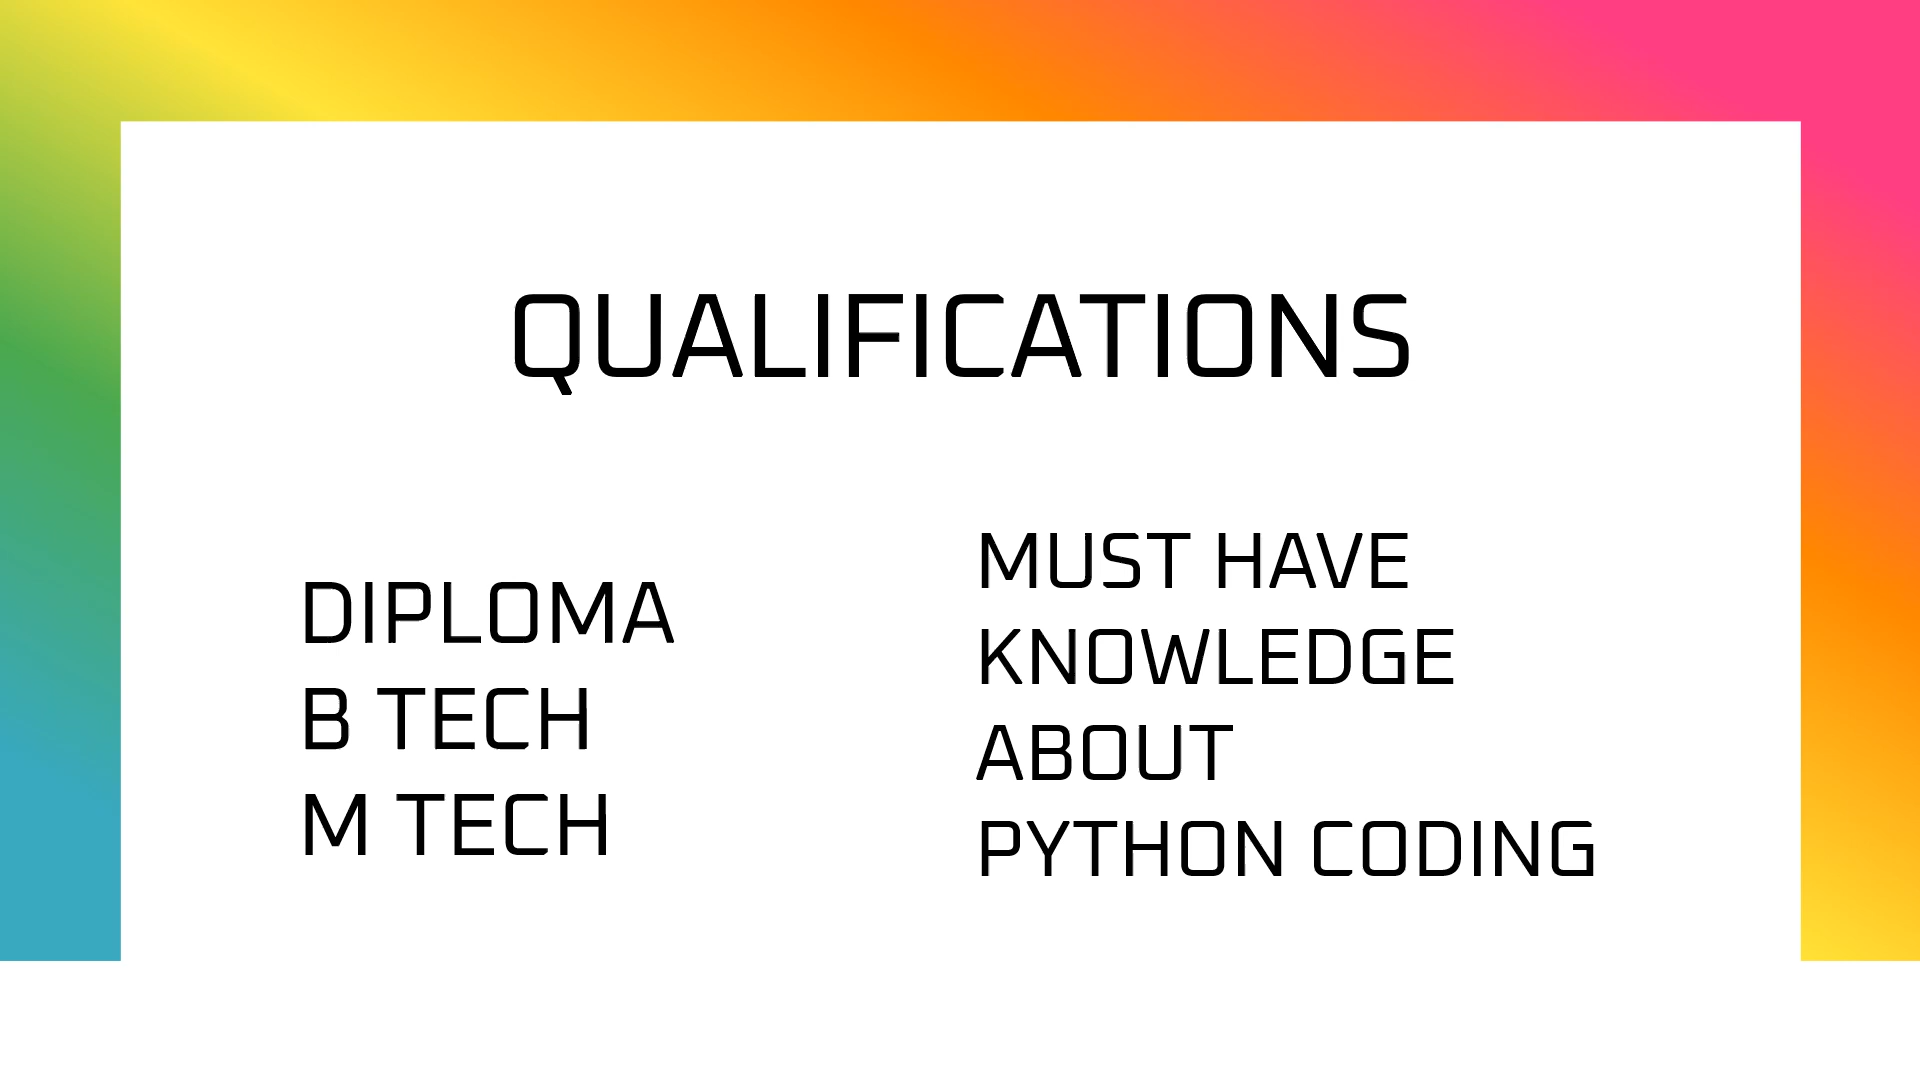 QUALIFICATIONS
DIPLOMA
B TECH
M TECH
MUST HAVE
KNOWLEDGE
ABOUT
PYTHON CODING